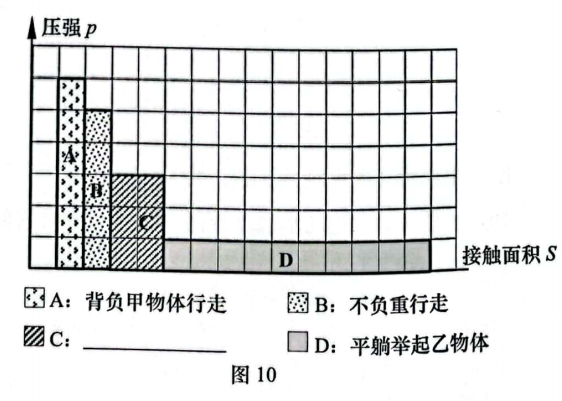 压强 p
A
B
C
D
接触面积 S
A：背负甲物体行走
B：不负重行走
C：
D：平躺举起乙物体
图 10